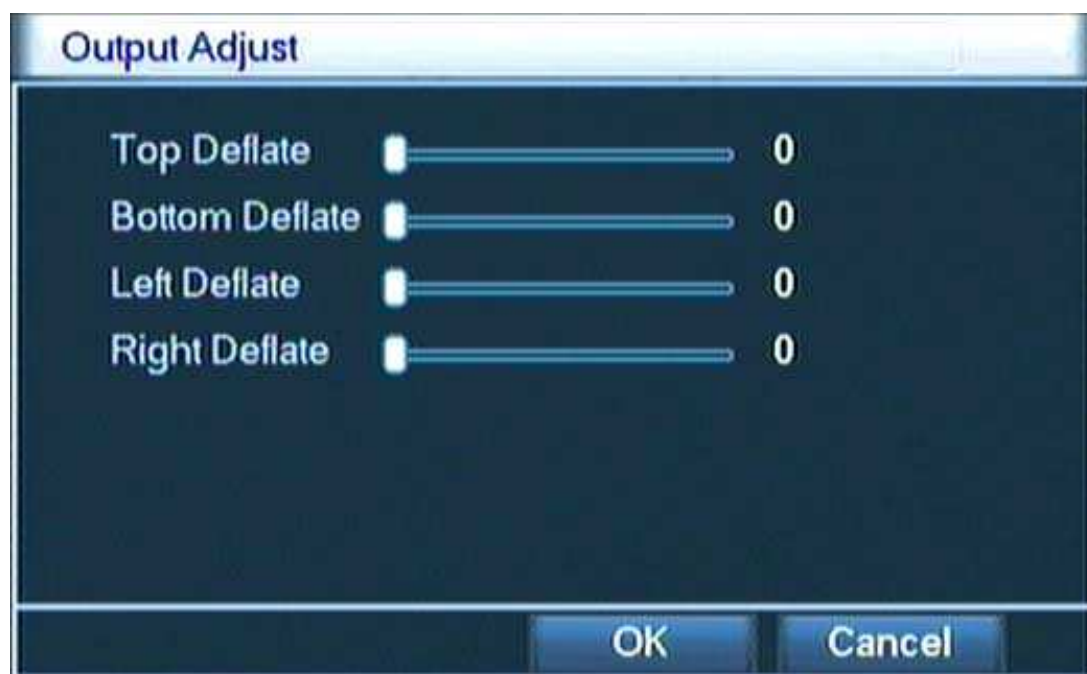 Output Adjust
Top Deflate 0
Bottom Deflate 0
Left Deflate 0
Right Deflate 0
OK Cancel